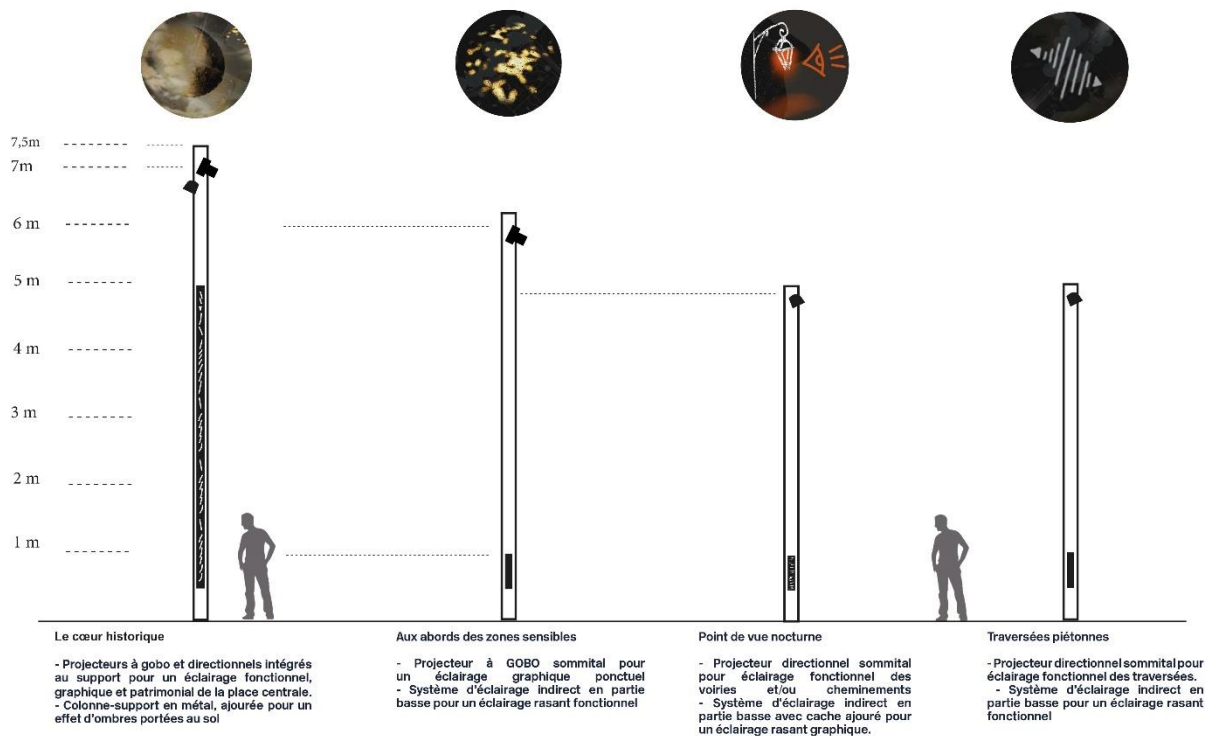 7,5m
7m
6 m
5 m
4 m
3 m
2 m
1 m
Le cœur historique
- Projecteurs à gobo et directionnels intégrés
au support pour un éclairage fonctionnel,
graphique et patrimonial de la place centrale.
- Colonne-support en métal, ajourée pour un
effet d'ombres portées au sol
Aux abords des zones sensibles
- Projecteur à GOBO sommital pour
un éclairage graphique ponctuel
- Système d'éclairage indirect en partie
basse pour un éclairage rasant fonctionnel
Point de vue nocturne
- Projecteur directionnel sommital
pour éclairage fonctionnel des
voiries et/ou cheminements
- Système d'éclairage indirect en
partie basse avec cache ajouré pour
un éclairage rasant graphique.
Traversées piétonnes
- Projecteur directionnel sommital pour
éclairage fonctionnel des traversées.
- Système d'éclairage indirect en
partie basse pour un éclairage rasant
fonctionnel